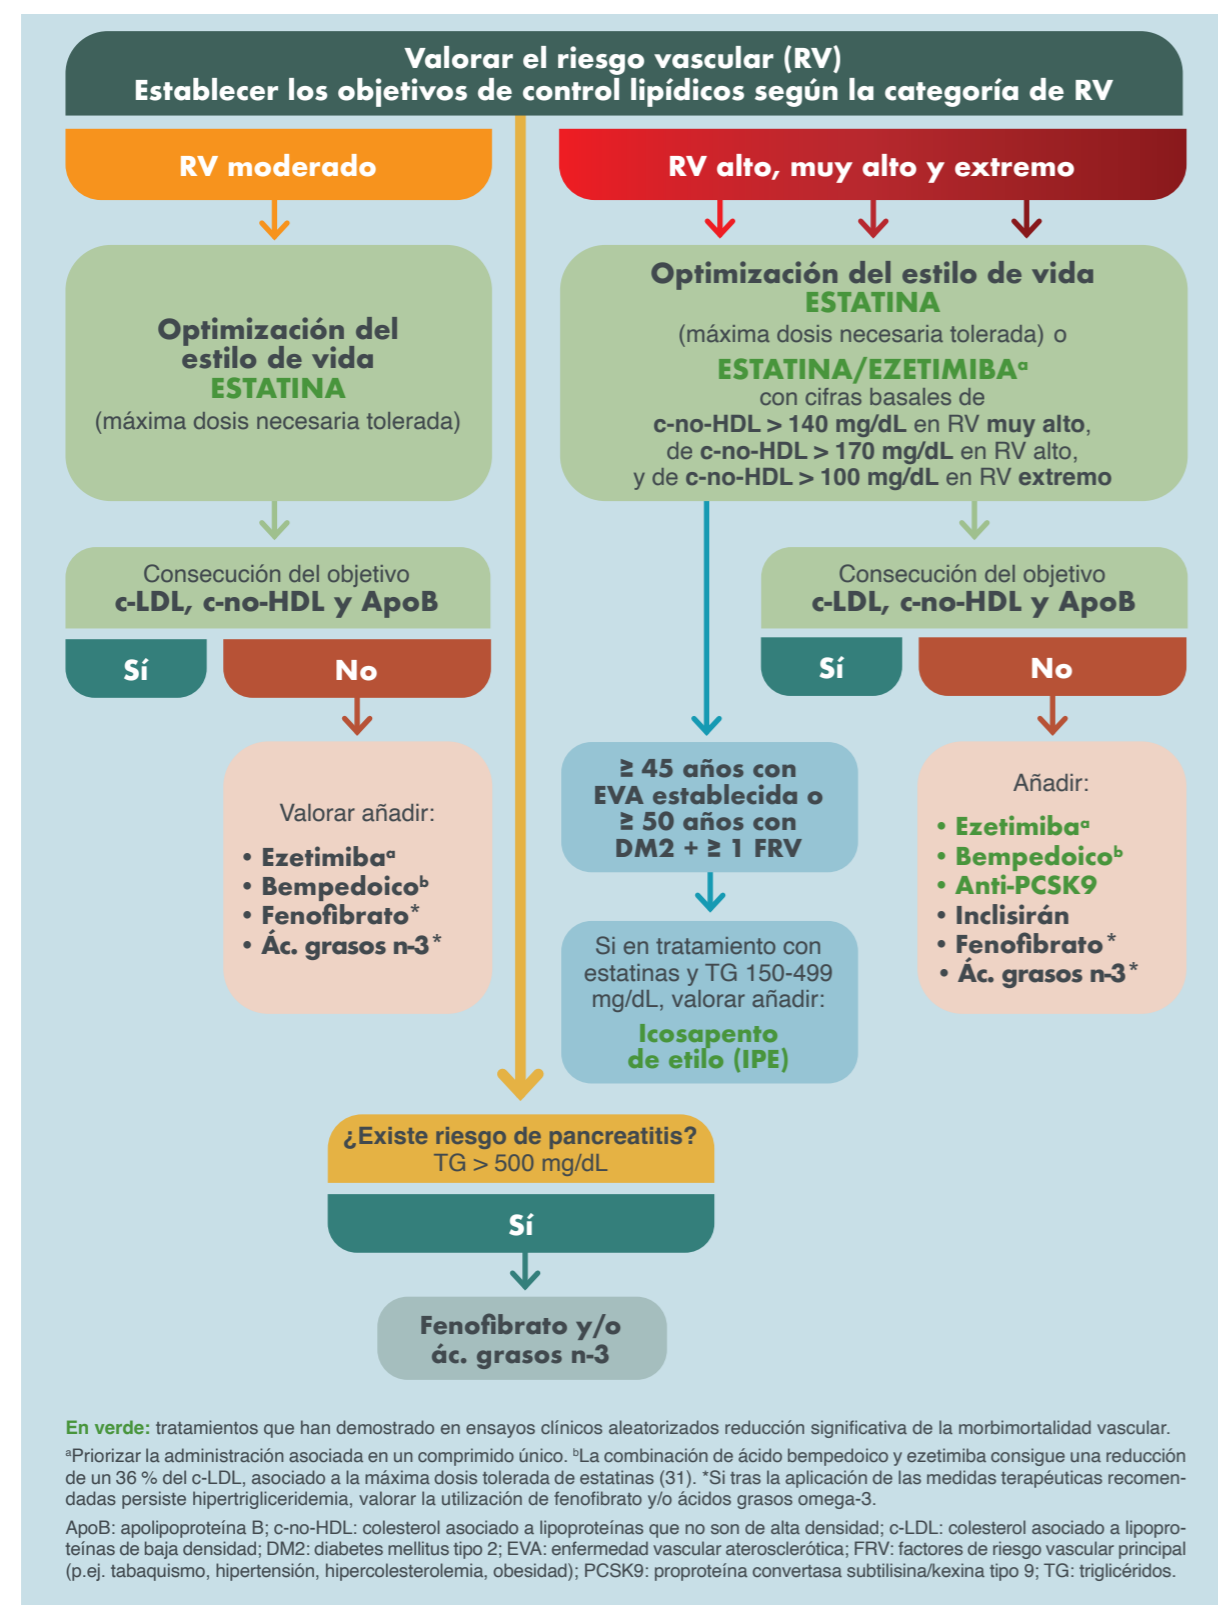 Valorar el riesgo vascular (RV)
Establecer los objetivos de control lipídicos según la categoría de RV
RV moderado
Optimización del
estilo de vida
ESTATINA
(máxima dosis necesaria tolerada)
Consecución del objetivo
c-LDL, c-no-HDL y ApoB
Sí
No
Valorar añadir:
• Ezetimibaᵃ
• Bempedoicoᵇ
• Fenofibrato*
• Ác. grasos n-3*
RV alto, muy alto y extremo
Optimización del estilo de vida
ESTATINA
(máxima dosis necesaria tolerada) o
ESTATINA/EZETIMIBAᵃ
con cifras basales de
c-no-HDL > 140 mg/dL en RV muy alto,
de c-no-HDL > 170 mg/dL en RV alto,
y de c-no-HDL > 100 mg/dL en RV extremo
≥ 45 años con
EVA establecida o
≥ 50 años con
DM2 + ≥ 1 FRV
Si en tratamiento con
estatinas y TG 150-499
mg/dL, valorar añadir:
Icosapento
de etilo (IPE)
Consecución del objetivo
c-LDL, c-no-HDL y ApoB
Sí
No
Añadir:
• Ezetimibaᵃ
• Bempedoicoᵇ
• Anti-PCSK9
• Inclisirán
• Fenofibrato*
• Ác. grasos n-3*
¿Existe riesgo de pancreatitis?
TG > 500 mg/dL
Sí
Fenofibrato y/o
ác. grasos n-3
En verde: tratamientos que han demostrado en ensayos clínicos aleatorizados reducción significativa de la morbimortalidad vascular.
ᵃPriorizar la administración asociada en un comprimido único. ᵇLa combinación de ácido bempedoico y ezetimiba consigue una reducción
de un 36 % del c-LDL, asociado a la máxima dosis tolerada de estatinas (31). *Si tras la aplicación de las medidas terapéuticas recomen-
dadas persiste hipertrigliceridemia, valorar la utilización de fenofibrato y/o ácidos grasos omega-3.
ApoB: apolipoproteína B; c-no-HDL: colesterol asociado a lipoproteínas que no son de alta densidad; c-LDL: colesterol asociado a lipopro-
teínas de baja densidad; DM2: diabetes mellitus tipo 2; EVA: enfermedad vascular aterosclerótica; FRV: factores de riesgo vascular principal
(p.ej. tabaquismo, hipertensión, hipercolesterolemia, obesidad); PCSK9: proproteína convertasa subtilisina/kexina tipo 9; TG: triglicéridos.